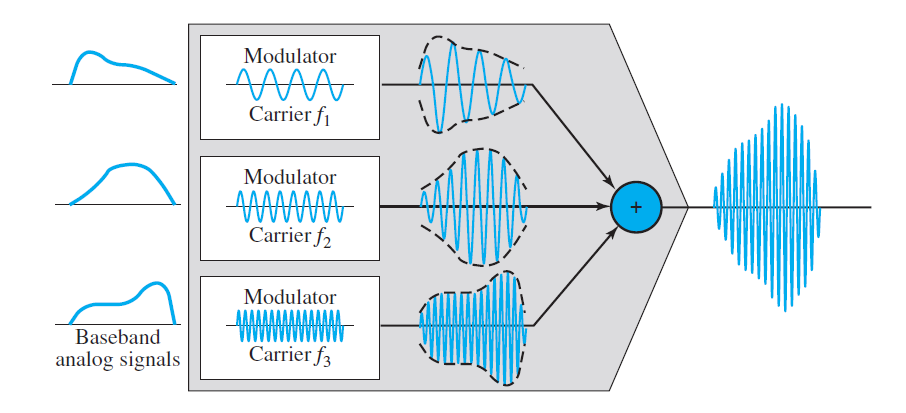 Modulator
Carrier f₁
Modulator
Carrier f₂
+
Modulator
Carrier f₃
Baseband
analog signals